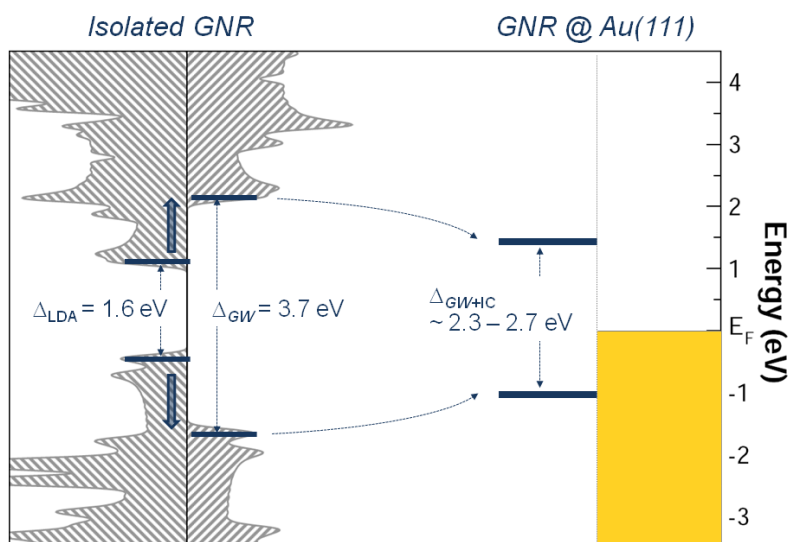 Isolated GNR
GNR @ Au(111)
Δ_LDA = 1.6 eV
Δ_GW = 3.7 eV
Δ_GW+IC
~ 2.3 – 2.7 eV
4
3
2
1
E_F
-1
-2
-3
Energy (eV)